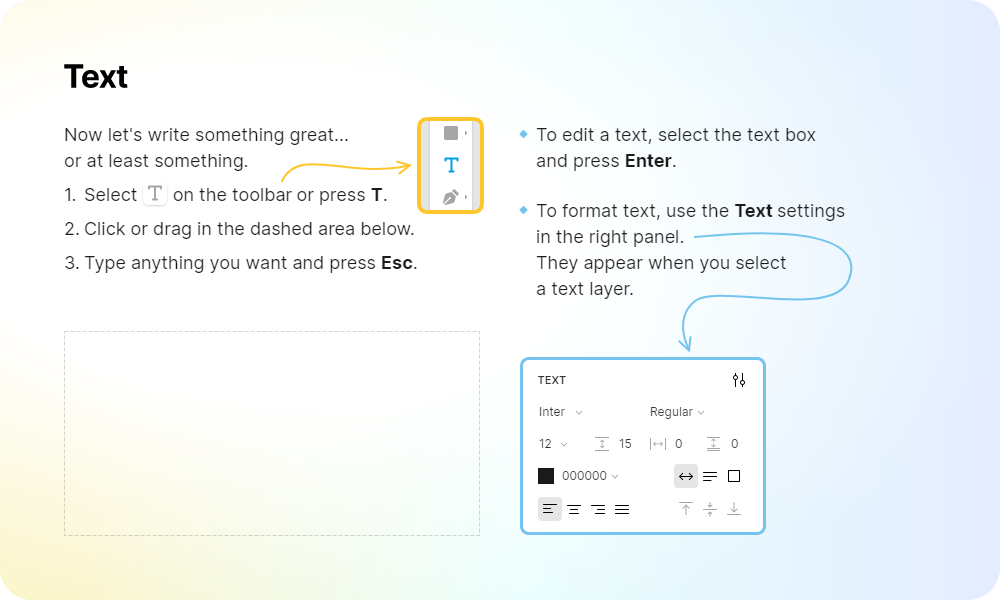 Text
Now let's write something great...
or at least something.
1. Select T on the toolbar or press T.
2. Click or drag in the dashed area below.
3. Type anything you want and press Esc.
T
To edit a text, select the text box
and press Enter.
To format text, use the Text settings
in the right panel.
They appear when you select
a text layer.
TEXT
Inter Regular
12 15 0 0
000000